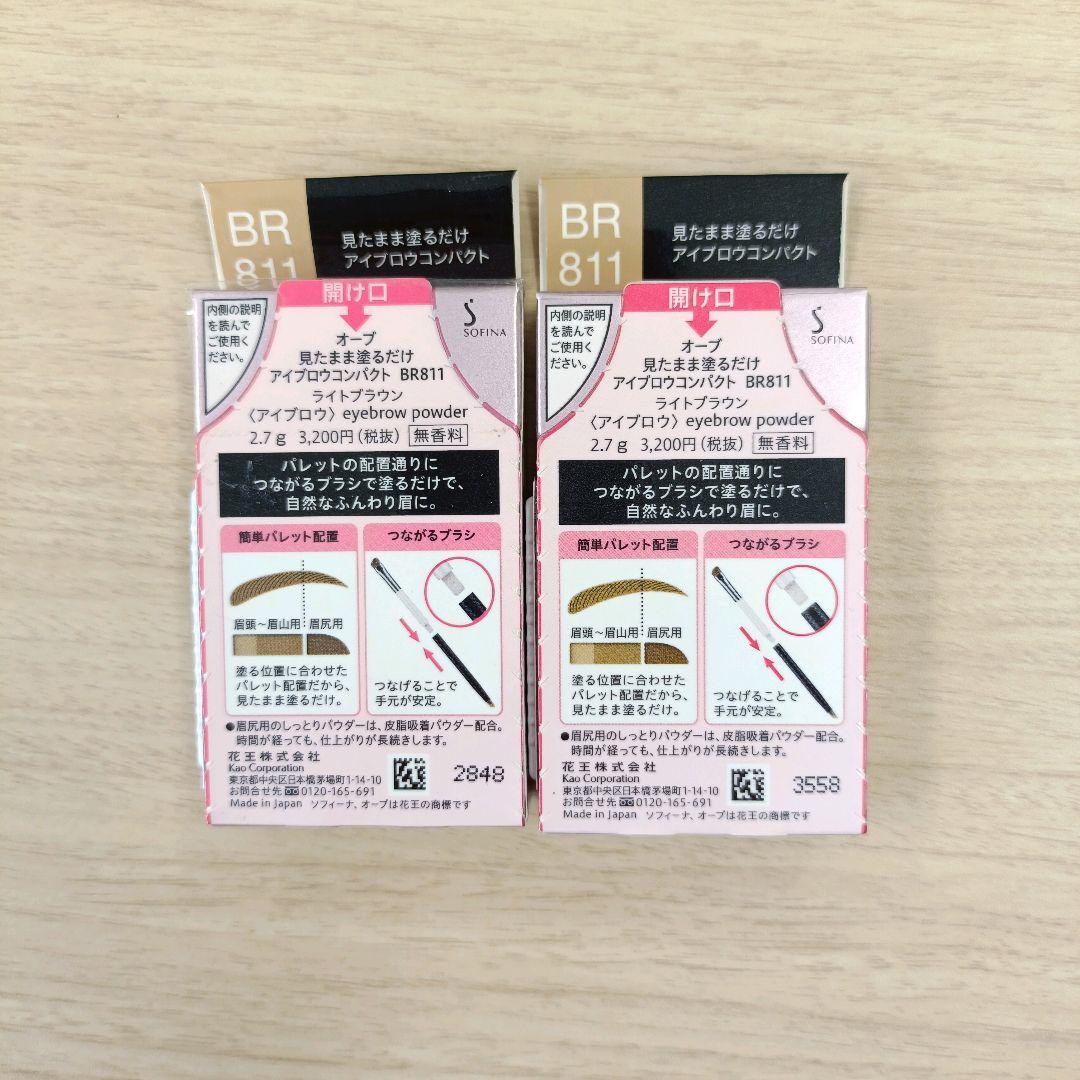 BR
811
見たまま塗るだけ
アイブロウコンパクト
開け口
内側の説明
を読んで
ご使用く
ださい。
SOFINA
オーブ
見たまま塗るだけ
アイブロウコンパクト BR811
ライトブラウン
〈アイブロウ〉 eyebrow powder
2.7g 3,200円(税抜) 無香料
パレットの配置通りに
つながるブラシで塗るだけで、
自然なふんわり眉に。
簡単パレット配置
眉頭~眉山用 眉尻用
塗る位置に合わせた
パレット配置だから、
見たまま塗るだけ。
つながるブラシ
つなげることで
手元が安定。
●眉尻用のしっとりパウダーは、皮脂吸着パウダー配合。
時間が経っても、仕上がりが長続きします。
花王株式会社
Kao Corporation
東京都中央区日本橋茅場町1-14-10
お問合せ先 0120-165-691
Made in Japan ソフィーナ、オーブは花王の商標です
2848
BR
811
見たまま塗るだけ
アイブロウコンパクト
開け口
内側の説明
を読んで
ご使用く
ださい。
SOFINA
オーブ
見たまま塗るだけ
アイブロウコンパクト BR811
ライトブラウン
〈アイブロウ〉 eyebrow powder
2.7g 3,200円(税抜) 無香料
パレットの配置通りに
つながるブラシで塗るだけで、
自然なふんわり眉に。
簡単パレット配置
眉頭~眉山用 眉尻用
塗る位置に合わせた
パレット配置だから、
見たまま塗るだけ。
つながるブラシ
つなげることで
手元が安定。
●眉尻用のしっとりパウダーは、皮脂吸着パウダー配合。
時間が経っても、仕上がりが長続きします。
花王株式会社
Kao Corporation
東京都中央区日本橋茅場町1-14-10
お問合せ先 0120-165-691
Made in Japan ソフィーナ、オーブは花王の商標です
3558